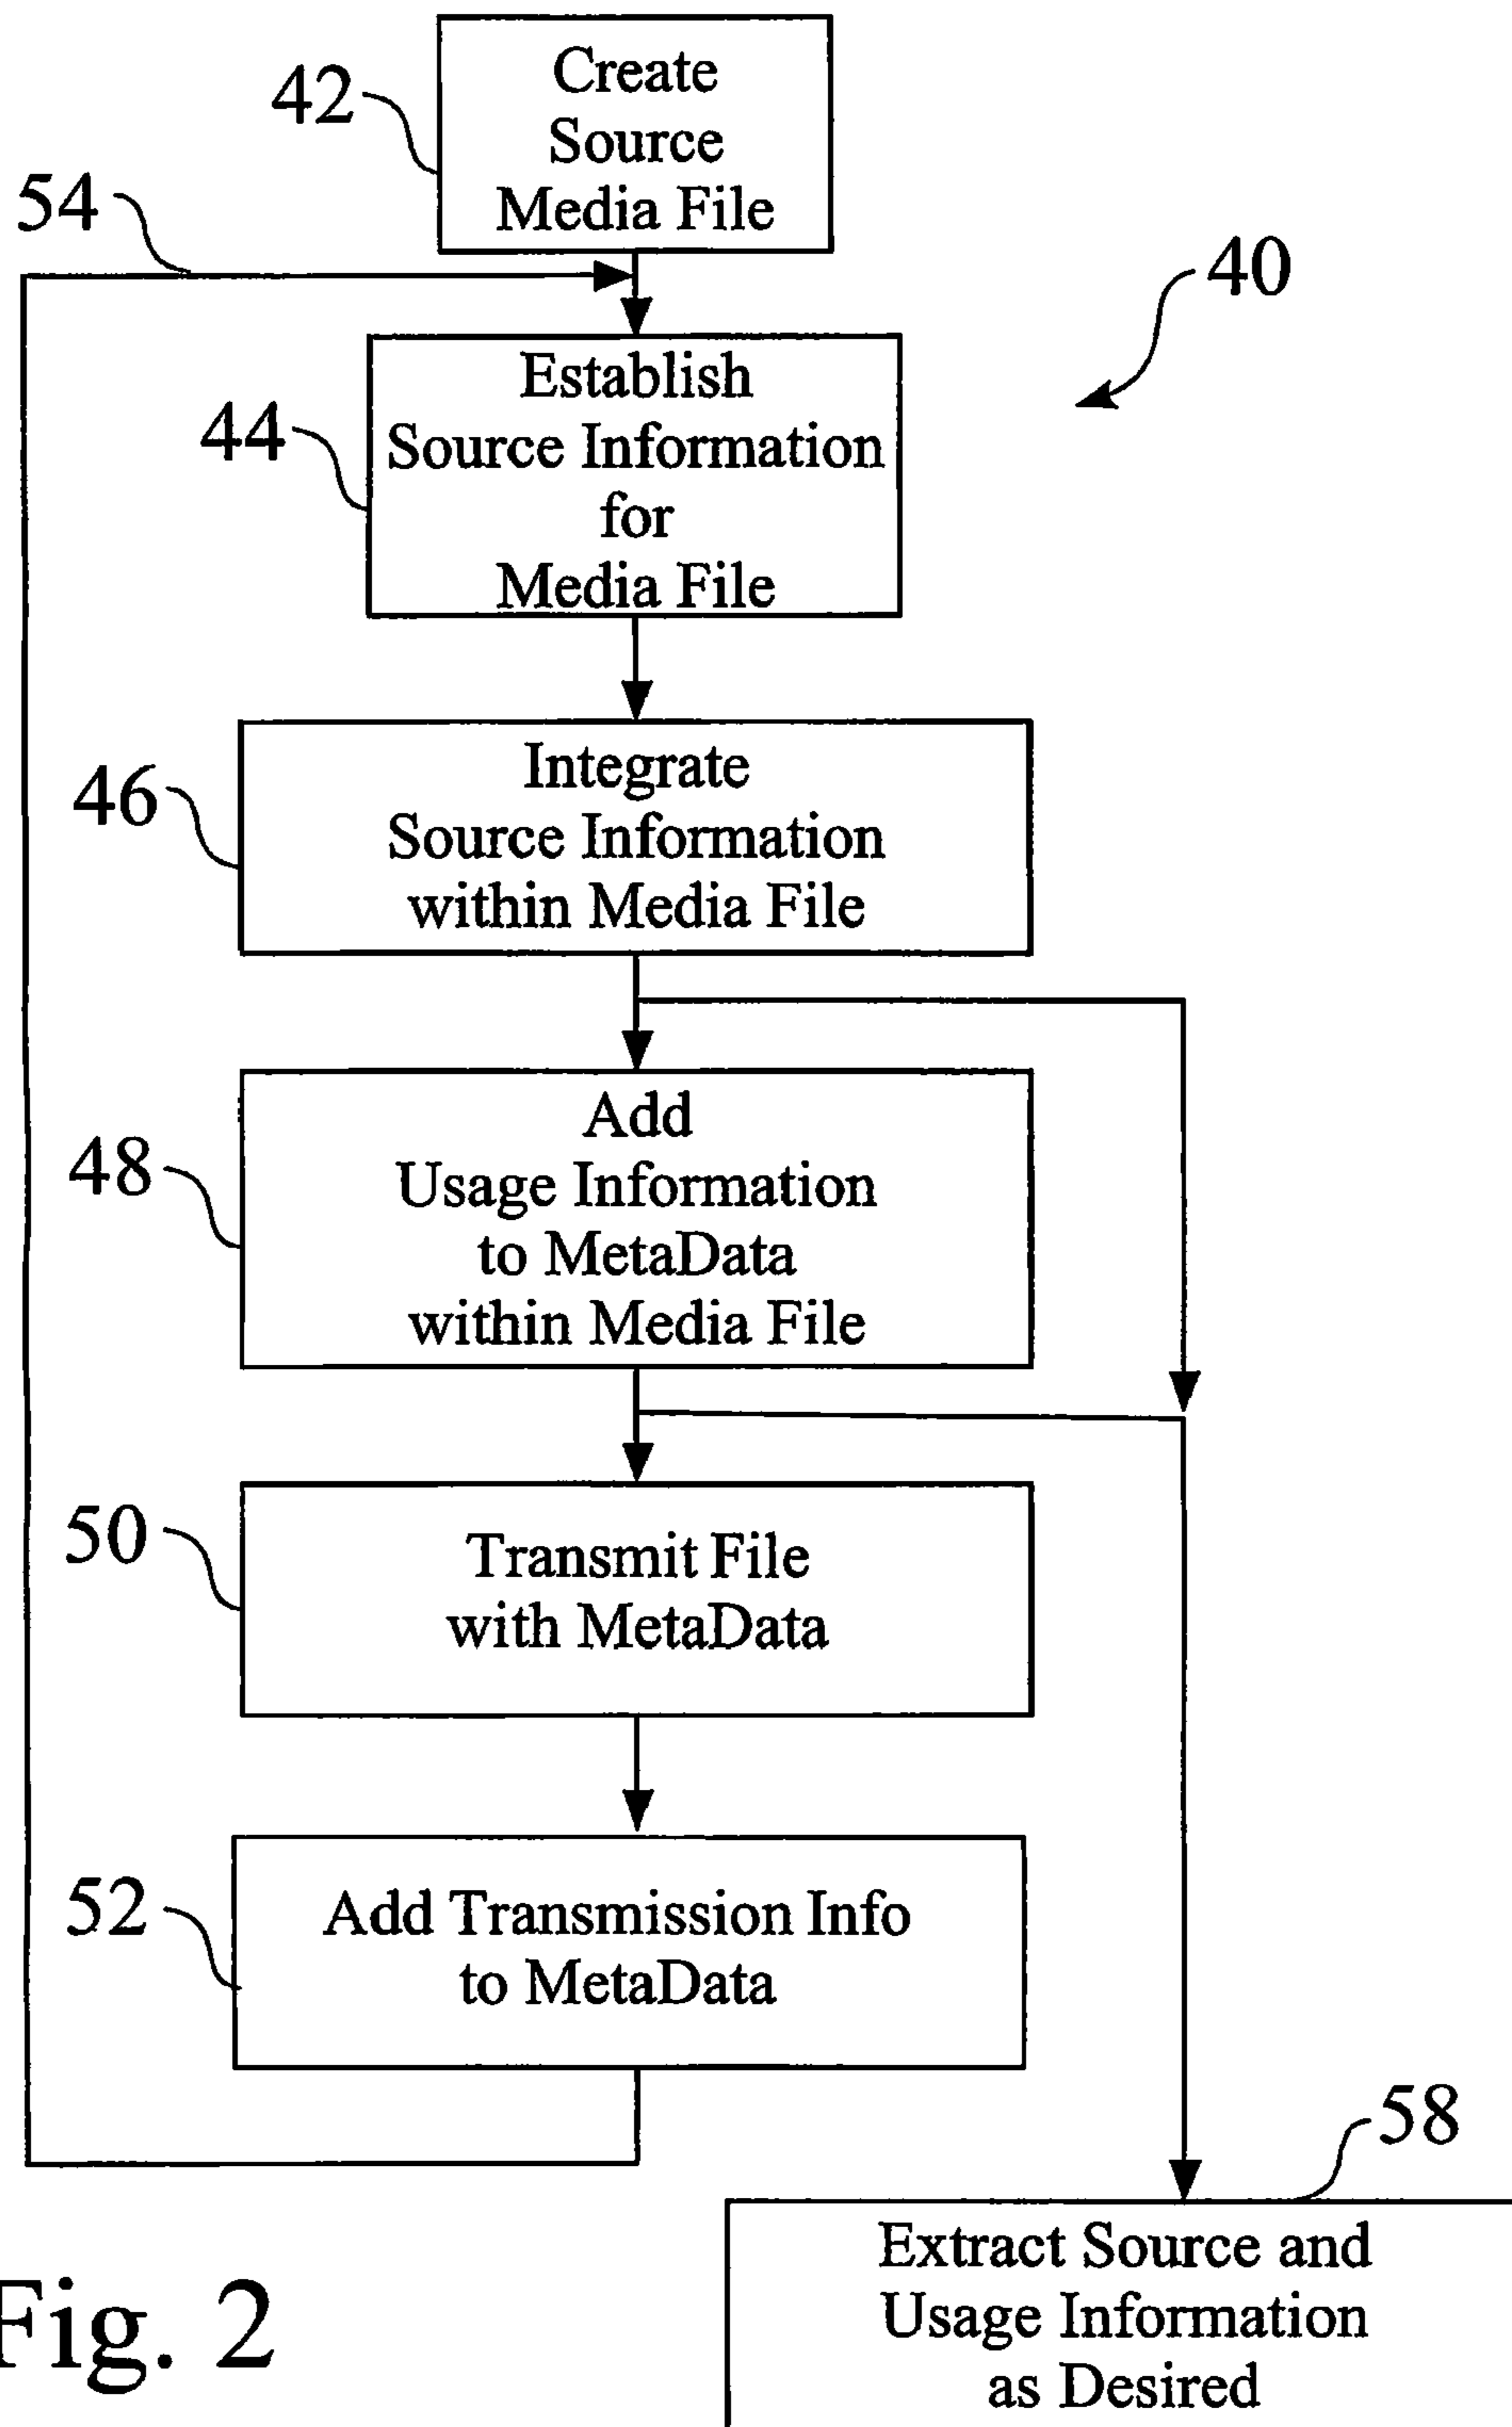 42
Create
Source
Media File
54
40
44
Establish
Source Information
for
Media File
46
Integrate
Source Information
within Media File
48
Add
Usage Information
to MetaData
within Media File
50
Transmit File
with MetaData
52
Add Transmission Info
to MetaData
58
Extract Source and
Usage Information
as Desired
Fig. 2